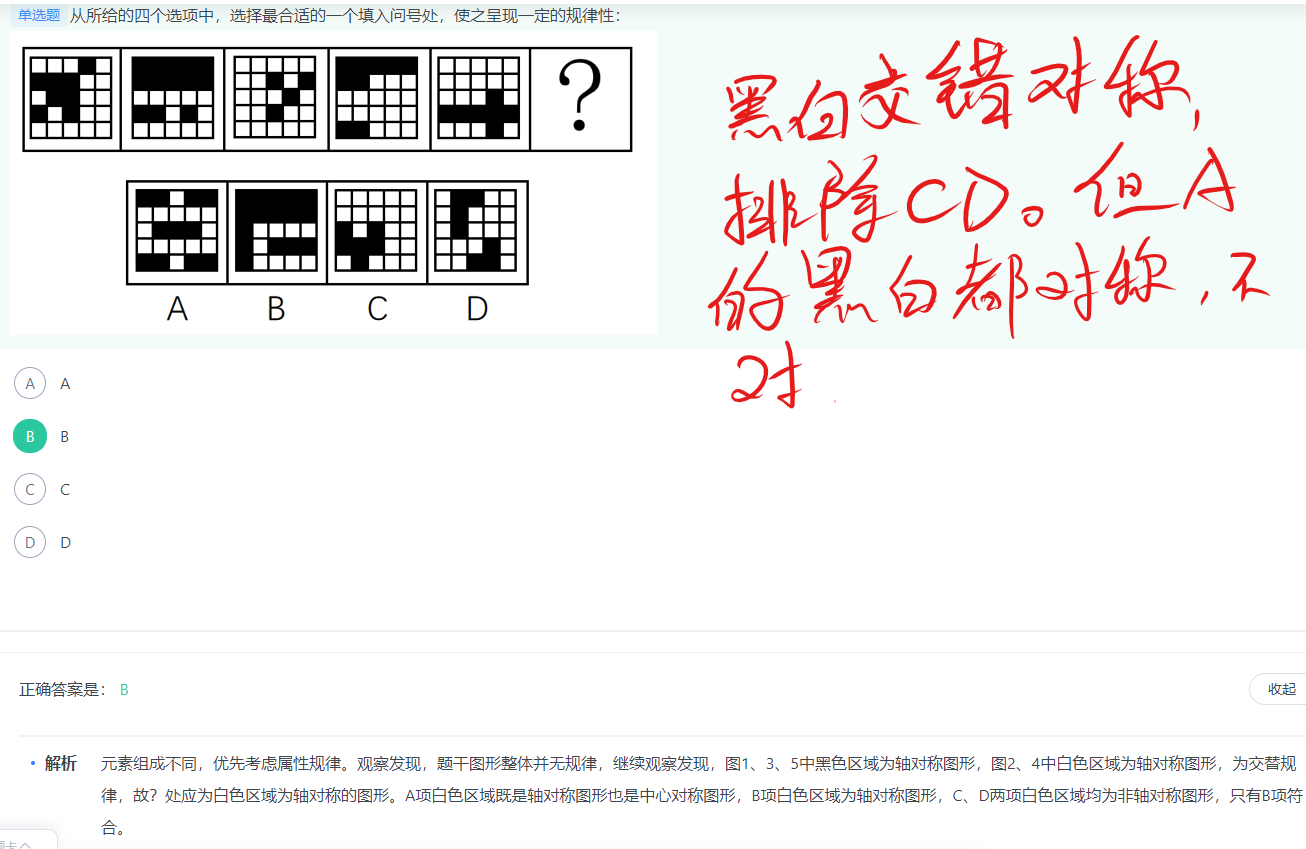 单选题 从所给的四个选项中，选择最合适的一个填入问号处，使之呈现一定的规律性：
?
A B C D
黑白交错对称，
排除CD。但A
的黑白都对称，不
对.
A A
B B
C C
D D
正确答案是： B
收起
• 解析 元素组成不同，优先考虑属性规律。观察发现，题干图形整体并无规律，继续观察发现，图1、3、5中黑色区域为轴对称图形，图2、4中白色区域为轴对称图形，为交替规
律，故？处应为白色区域为轴对称的图形。A项白色区域既是轴对称图形也是中心对称图形，B项白色区域为轴对称图形，C、D两项白色区域均为非轴对称图形，只有B项符
合。